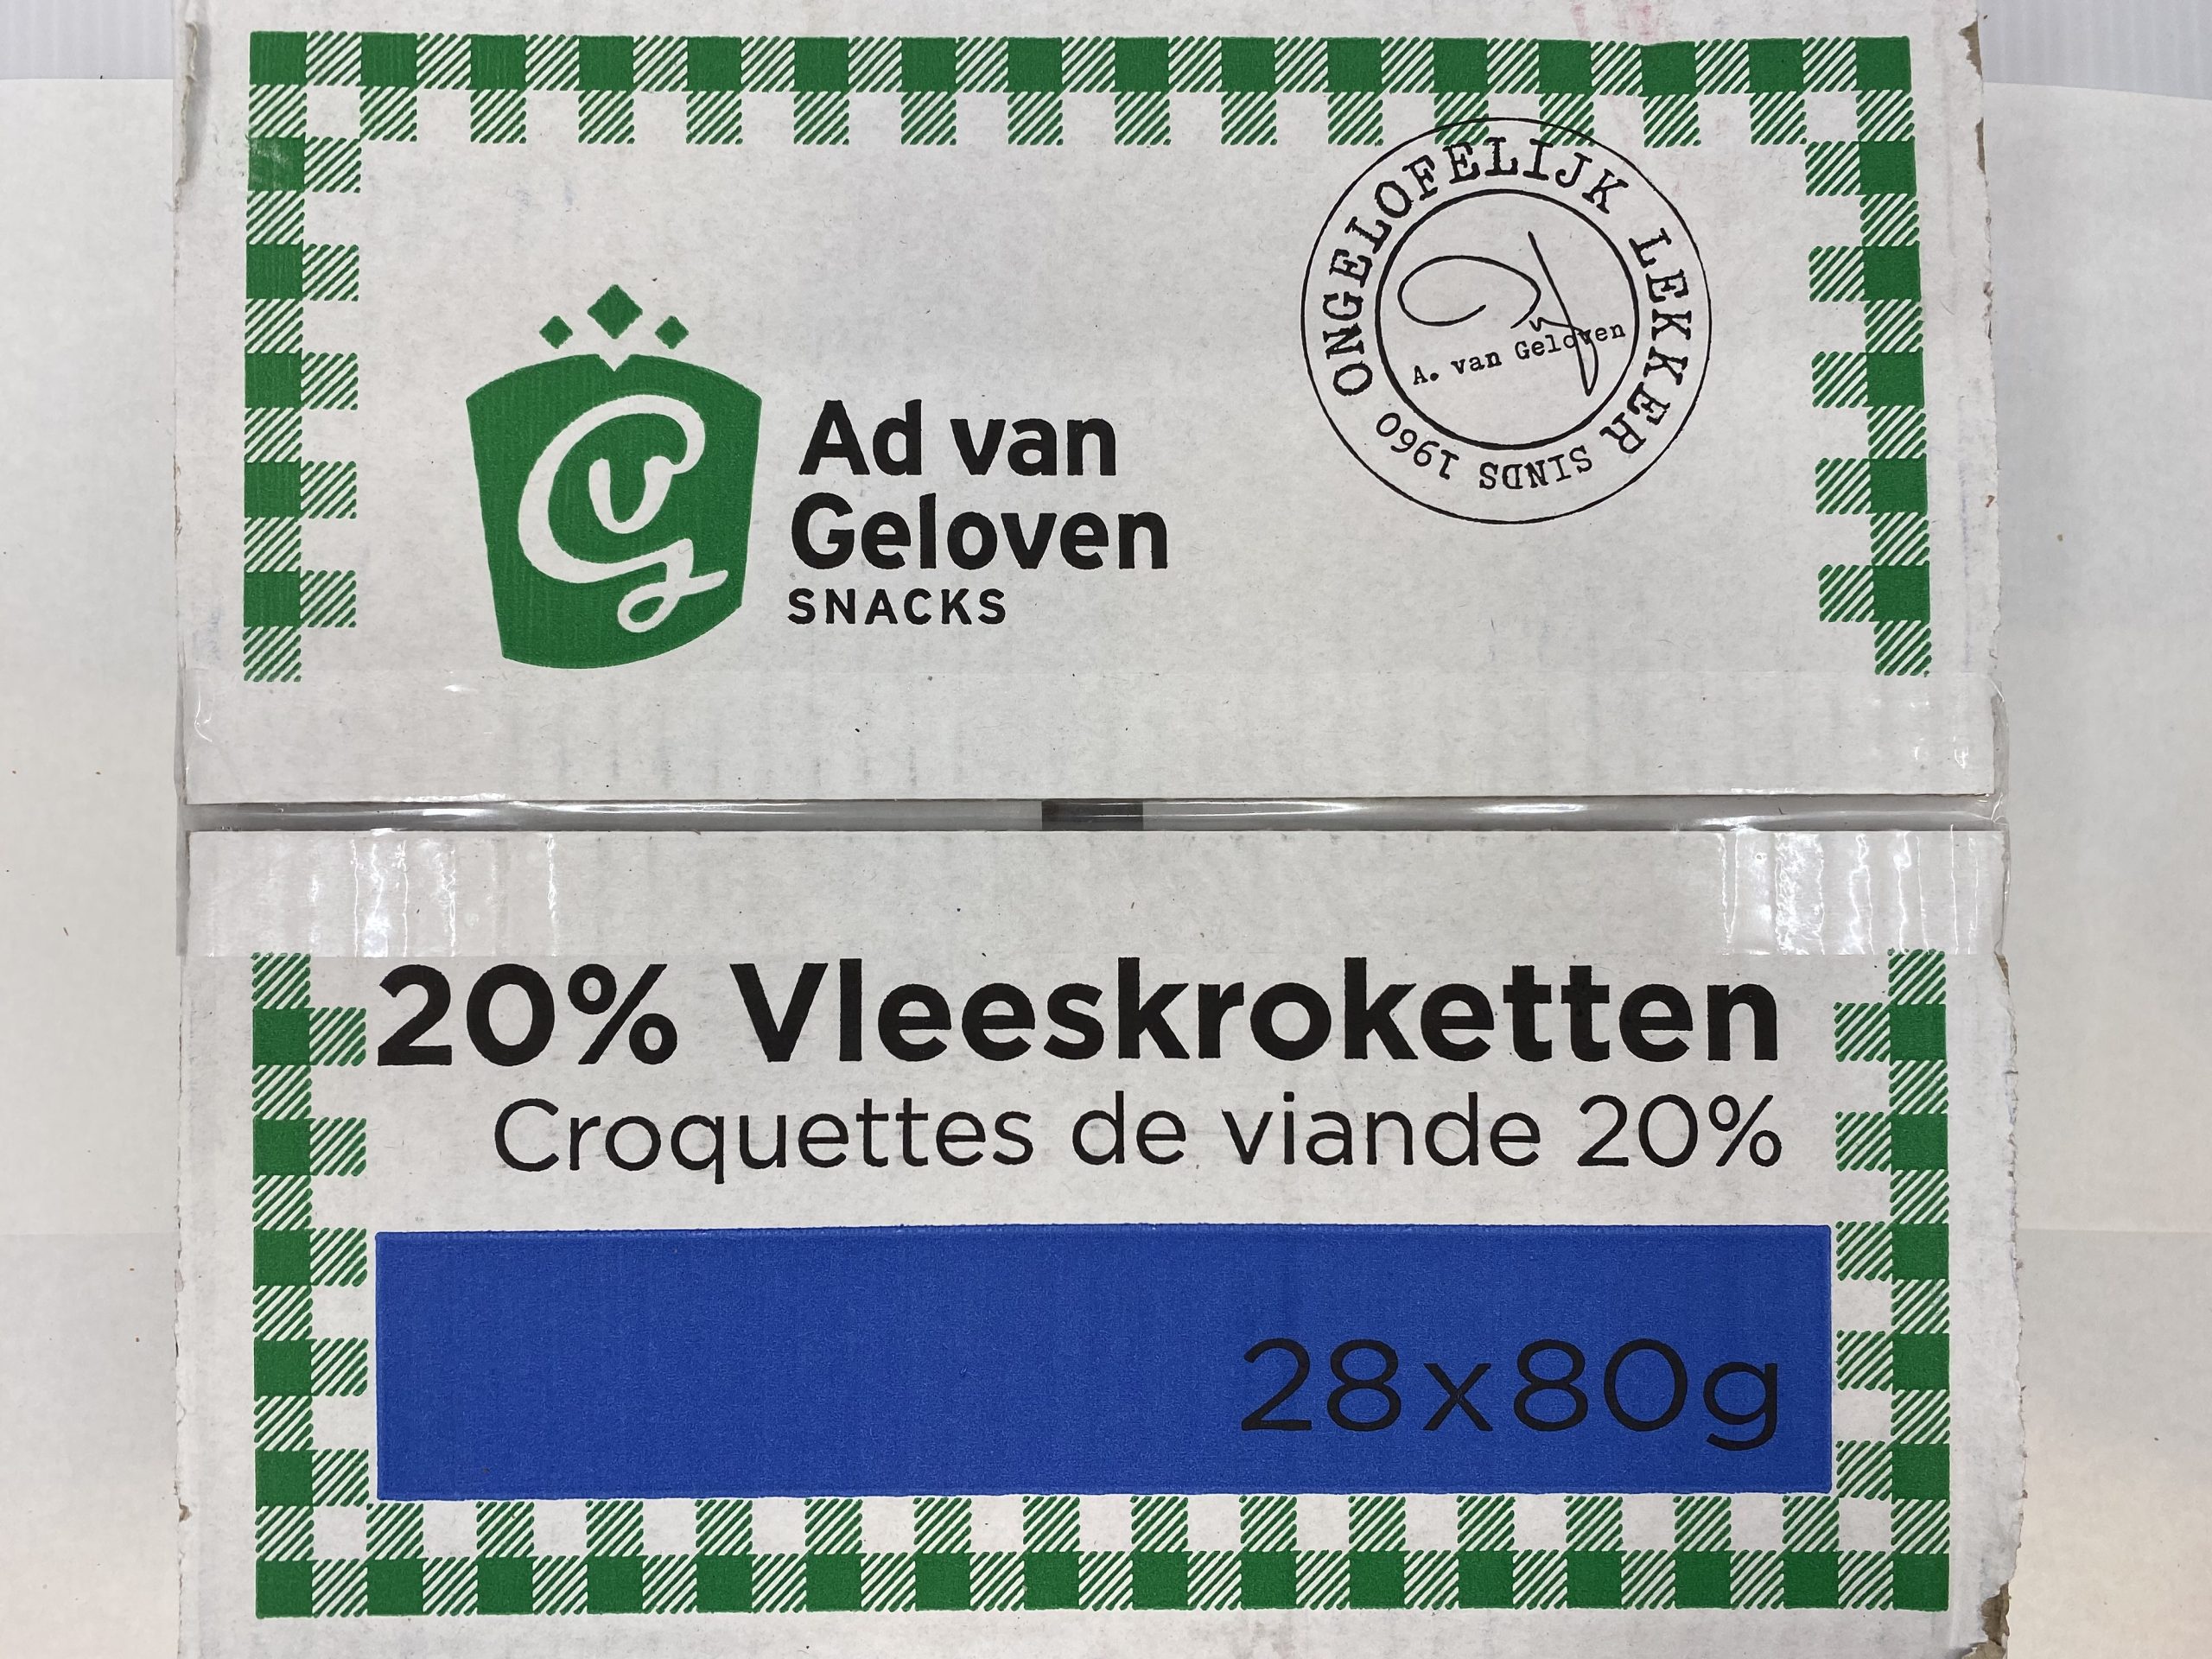 Ad van
Geloven
SNACKS
ONGELOFELIJK LEKKER
SINDS 1960
A. van Geloven
20% Vleeskroketten
Croquettes de viande 20%
28x80g